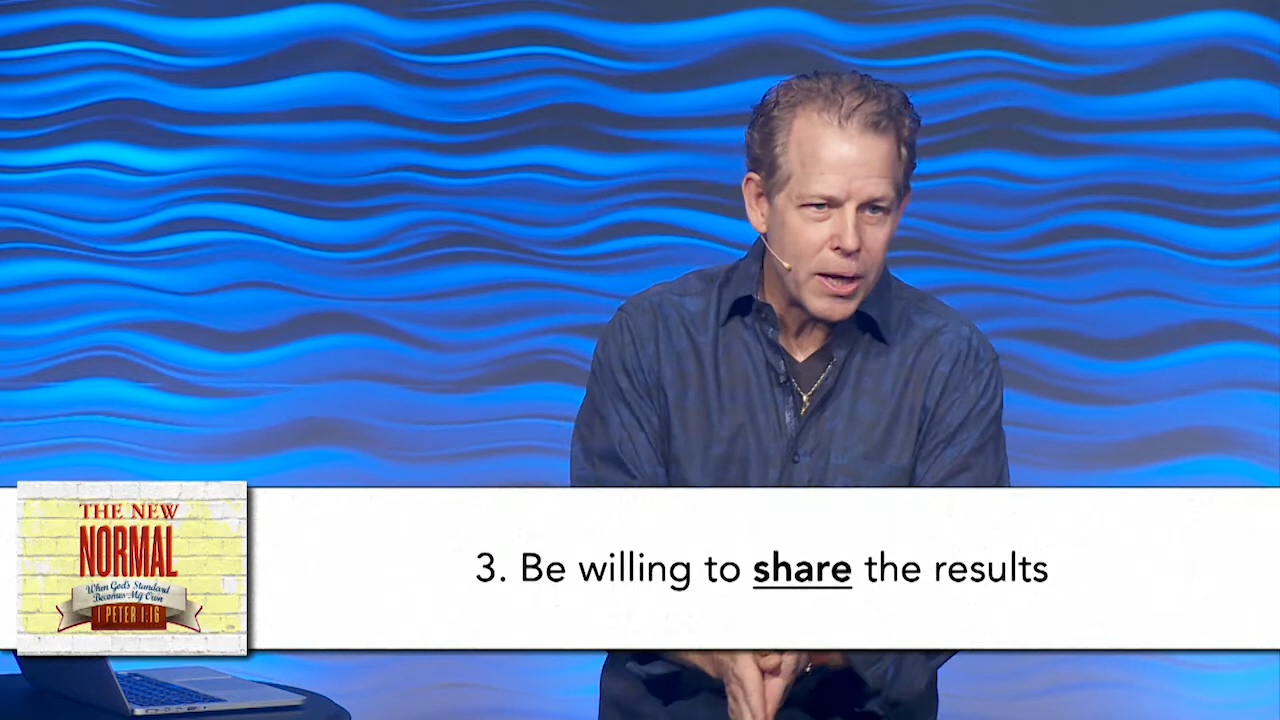 THE NEW
NORMAL
When God's Standard
Becomes My Own
1 PETER 1:16
3. Be willing to share the results